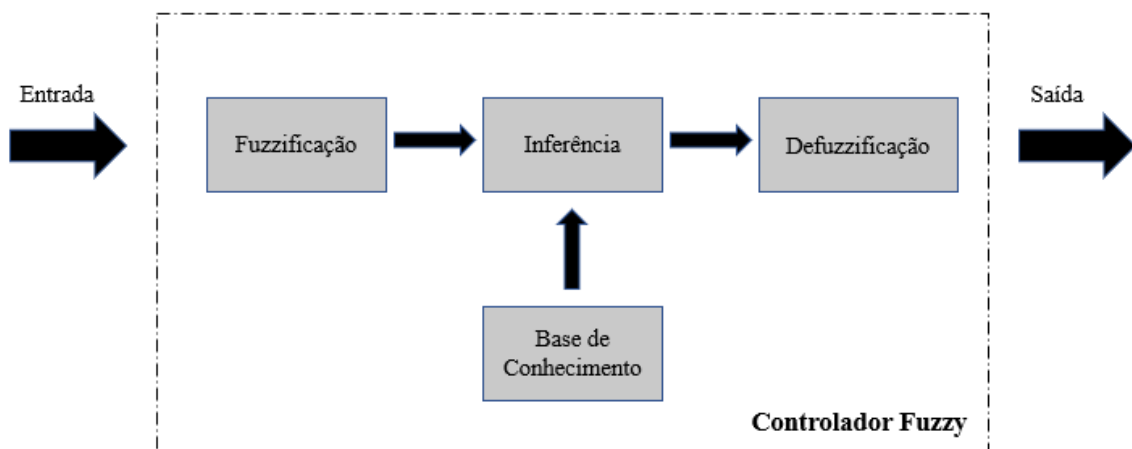 Entrada
Saída
Fuzzificação
Inferência
Defuzzificação
Base de
Conhecimento
Controlador Fuzzy